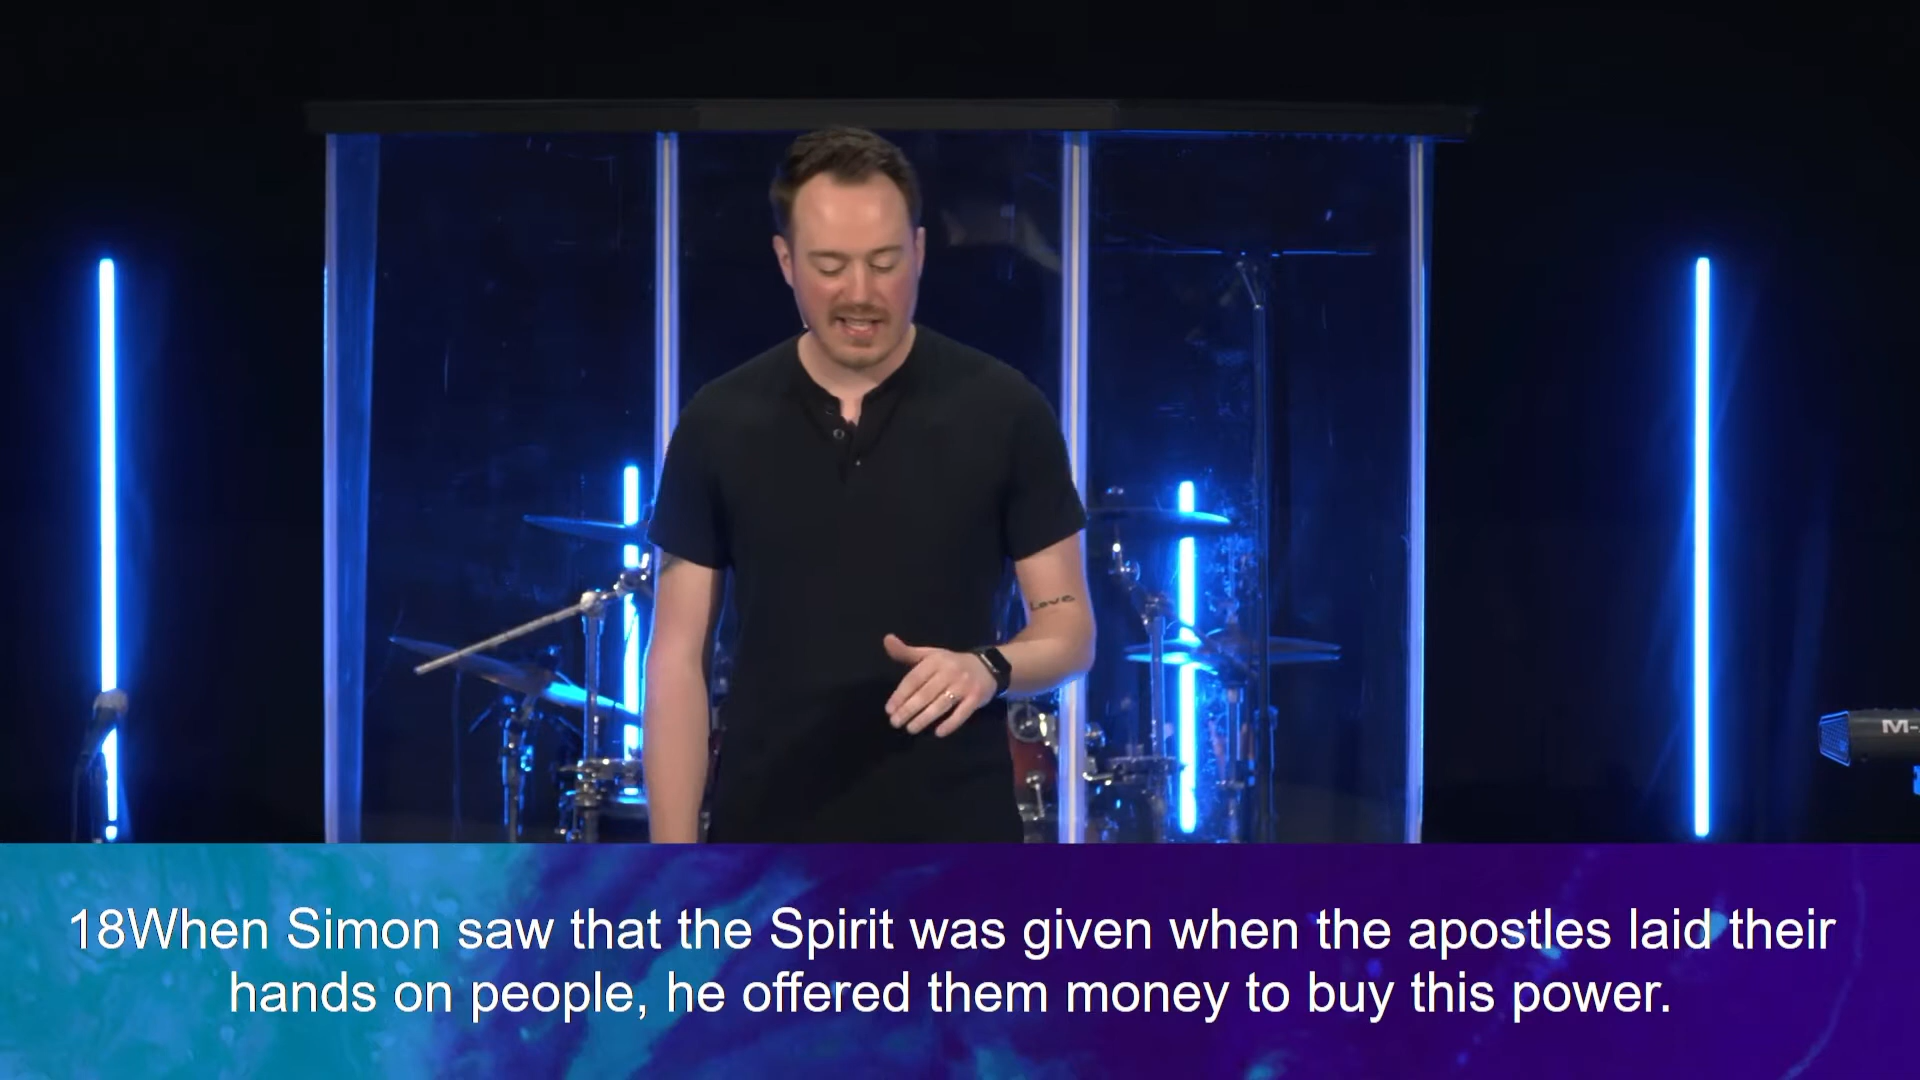 Love
M-
18When Simon saw that the Spirit was given when the apostles laid their
hands on people, he offered them money to buy this power.